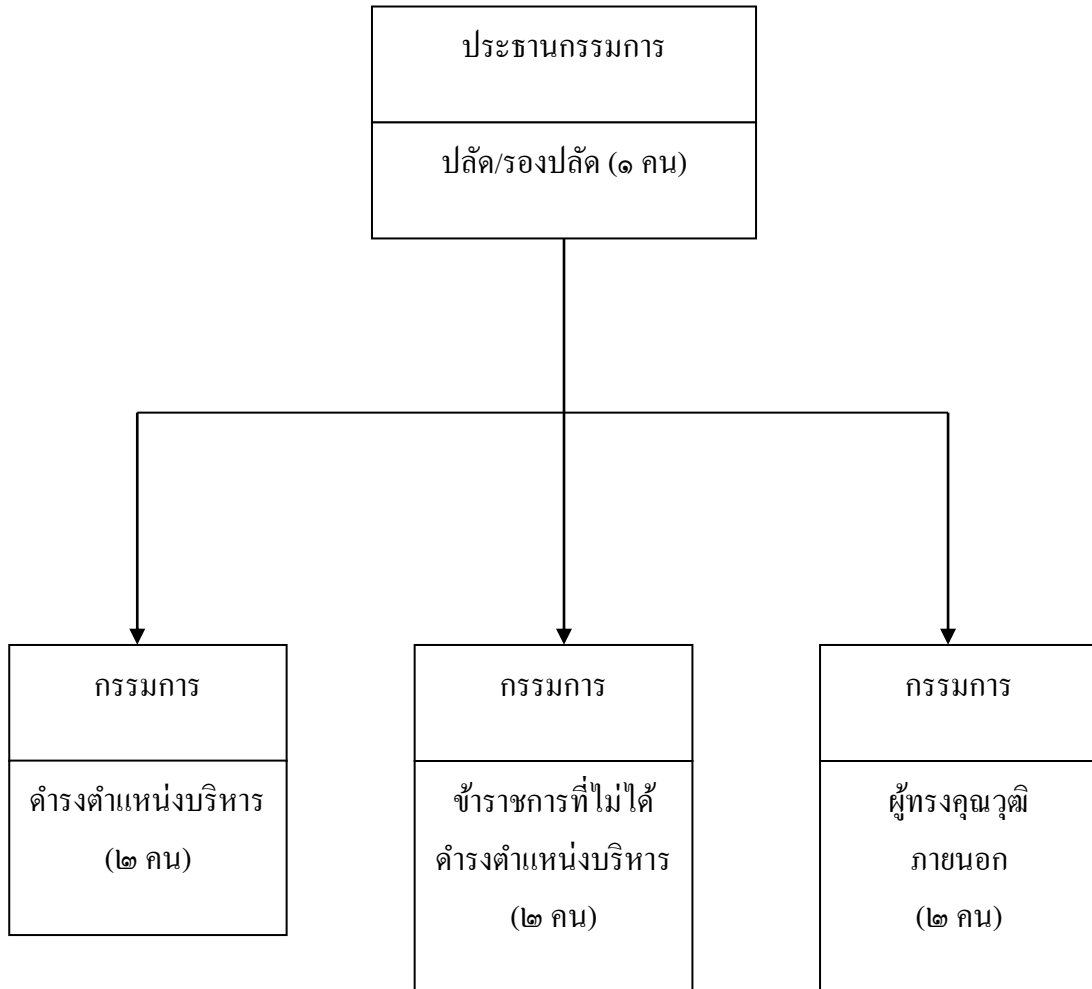 ประธานกรรมการ
ปลัด/รองปลัด (๑ คน)
กรรมการ
ดำรงตำแหน่งบริหาร
(๒ คน)
กรรมการ
ข้าราชการที่ไม่ได้
ดำรงตำแหน่งบริหาร
(๒ คน)
กรรมการ
ผู้ทรงคุณวุฒิ
ภายนอก
(๒ คน)